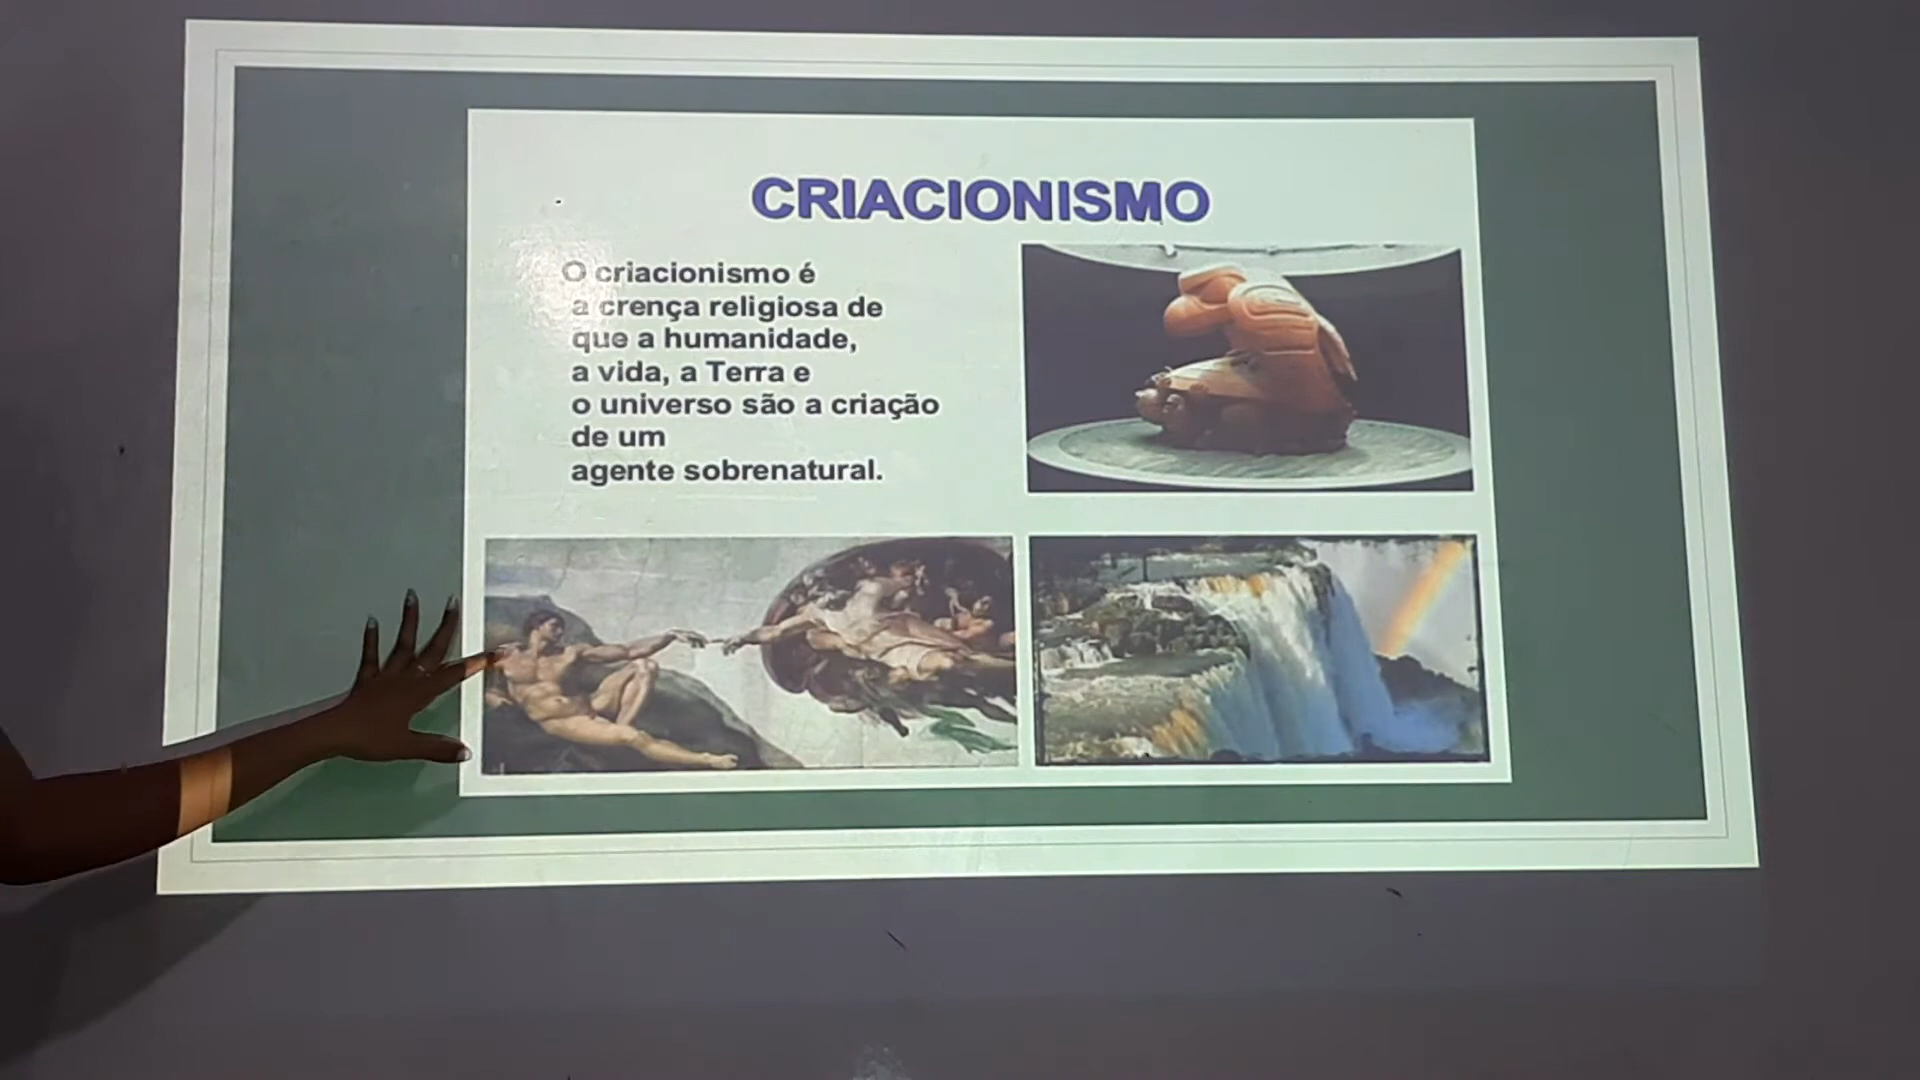 CRIACIONISMO
O criacionismo é
a crença religiosa de
que a humanidade,
a vida, a Terra e
o universo são a criação
de um
agente sobrenatural.